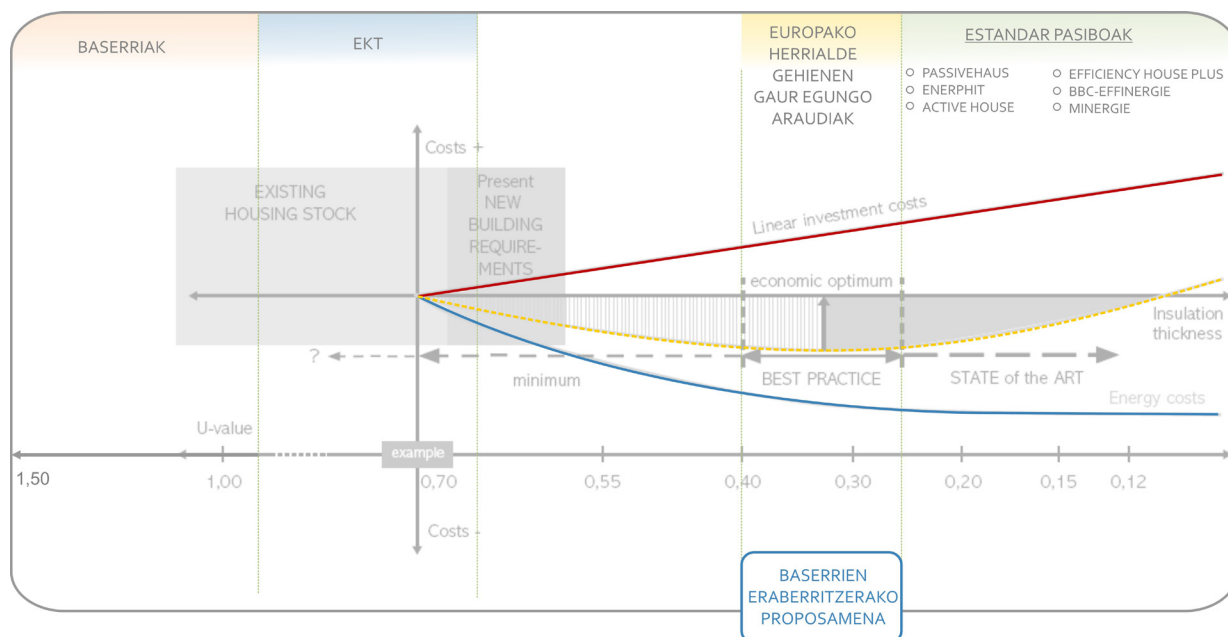 BASERRIAK
EKT
EUROPAKO
HERRIALDE
GEHIENEN
GAUR EGUNGO
ARAUDIAK
ESTANDAR PASIBOAK
PASSIVEHAUS
ENERPHIT
ACTIVE HOUSE
EFFICIENCY HOUSE PLUS
BBC-EFFINERGIE
MINERGIE
Costs +
EXISTING
HOUSING STOCK
Present
NEW
BUILDING
REQUIRE-
MENTS
Linear investment costs
economic optimum
Insulation
thickness
?
minimum
BEST PRACTICE
STATE of the ART
Energy costs
U-value
example
1,50
1,00
0,70
0,55
0,40
0,30
0,20
0,15
0,12
Costs -
BASERRIEN
ERABERRITZERAKO
PROPOSAMENA